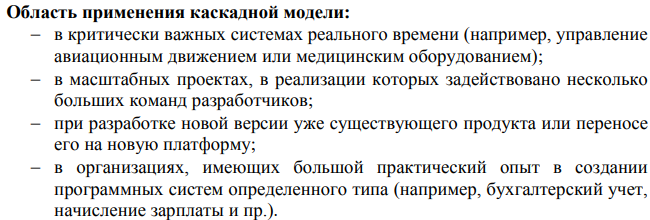 Область применения каскадной модели:
– в критически важных системах реального времени (например, управление
авиационным движением или медицинским оборудованием);
– в масштабных проектах, в реализации которых задействовано несколько
больших команд разработчиков;
– при разработке новой версии уже существующего продукта или переносе
его на новую платформу;
– в организациях, имеющих большой практический опыт в создании
программных систем определенного типа (например, бухгалтерский учет,
начисление зарплаты и пр.).